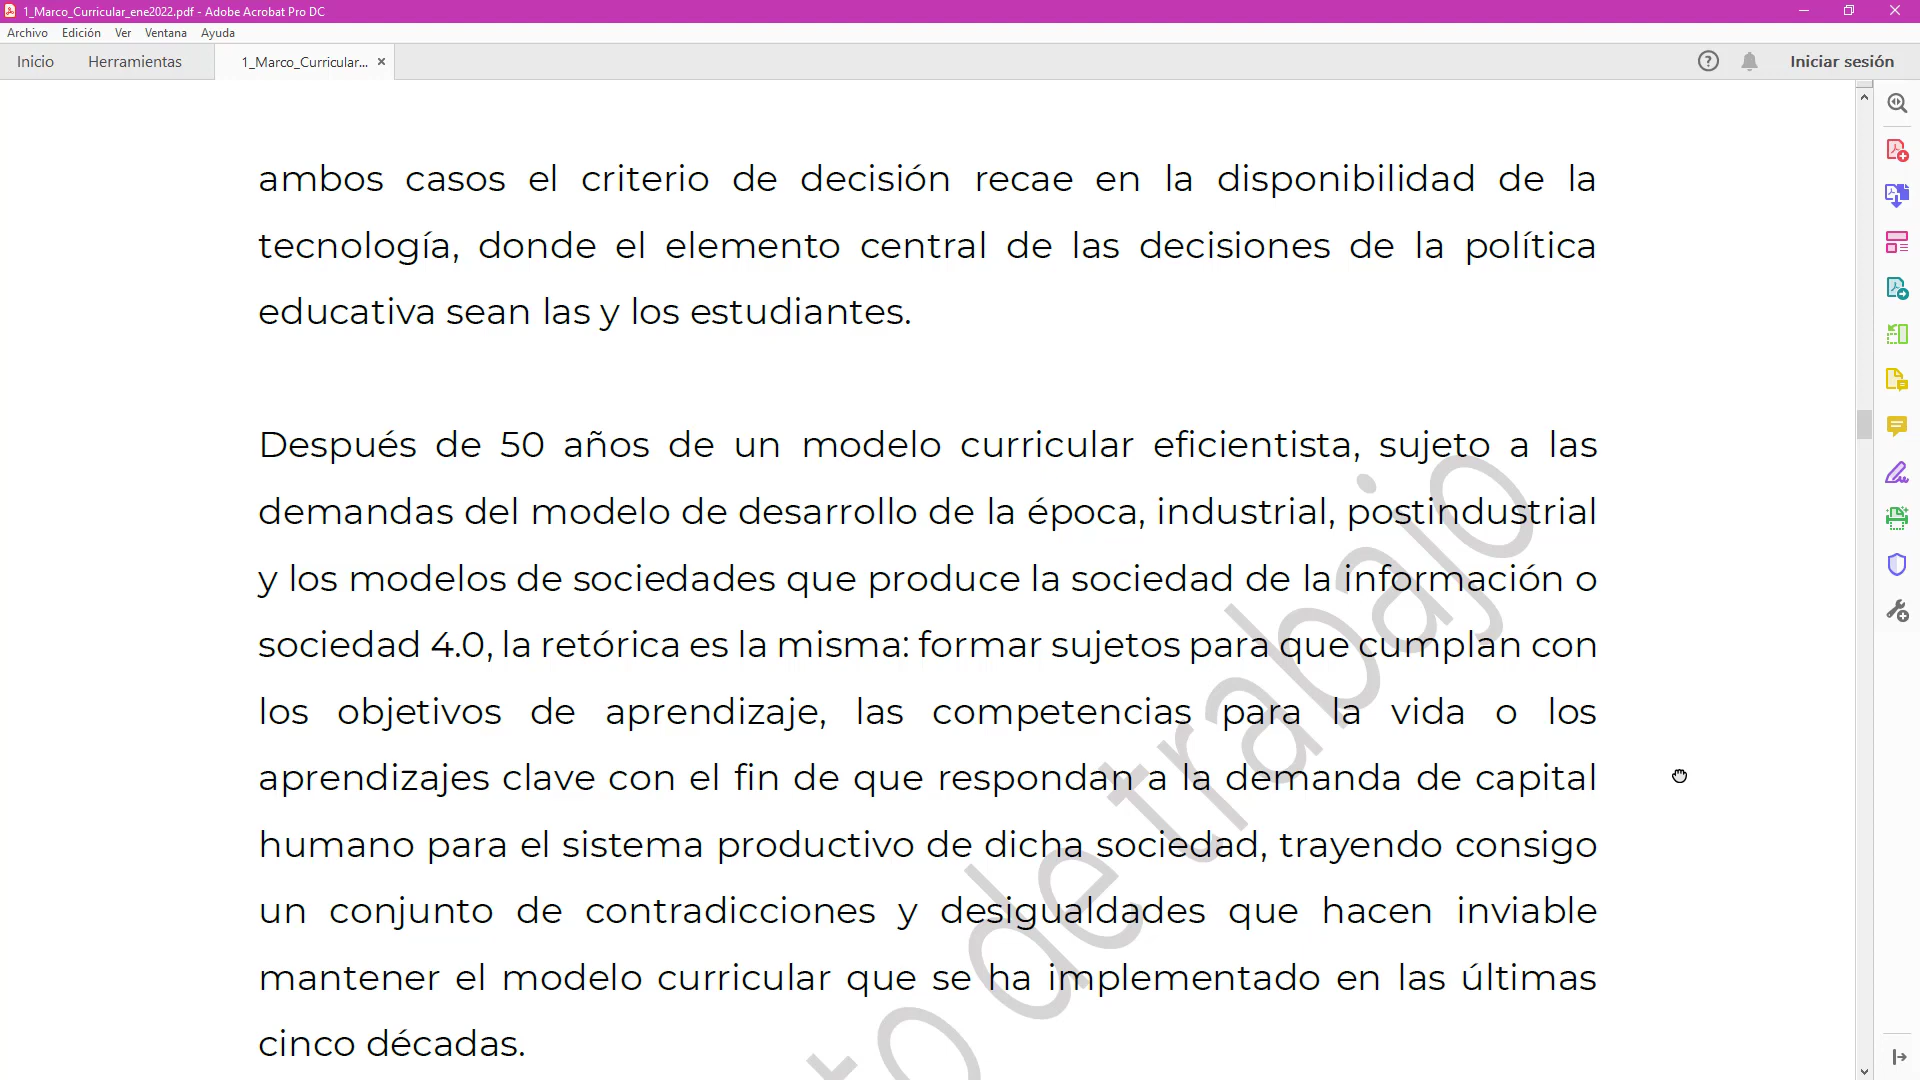 1_Marco_Curricular_ene2022.pdf - Adobe Acrobat Pro DC
Archivo Edición Ver Ventana Ayuda
Inicio Herramientas 1_Marco_Curricular... × Iniciar sesión
ambos casos el criterio de decisión recae en la disponibilidad de la
tecnología, donde el elemento central de las decisiones de la política
educativa sean las y los estudiantes.
Después de 50 años de un modelo curricular eficientista, sujeto a las
demandas del modelo de desarrollo de la época, industrial, postindustrial
y los modelos de sociedades que produce la sociedad de la información o
sociedad 4.0, la retórica es la misma: formar sujetos para que cumplan con
los objetivos de aprendizaje, las competencias para la vida o los
aprendizajes clave con el fin de que respondan a la demanda de capital
humano para el sistema productivo de dicha sociedad, trayendo consigo
un conjunto de contradicciones y desigualdades que hacen inviable
mantener el modelo curricular que se ha implementado en las últimas
cinco décadas.
to de trabajo